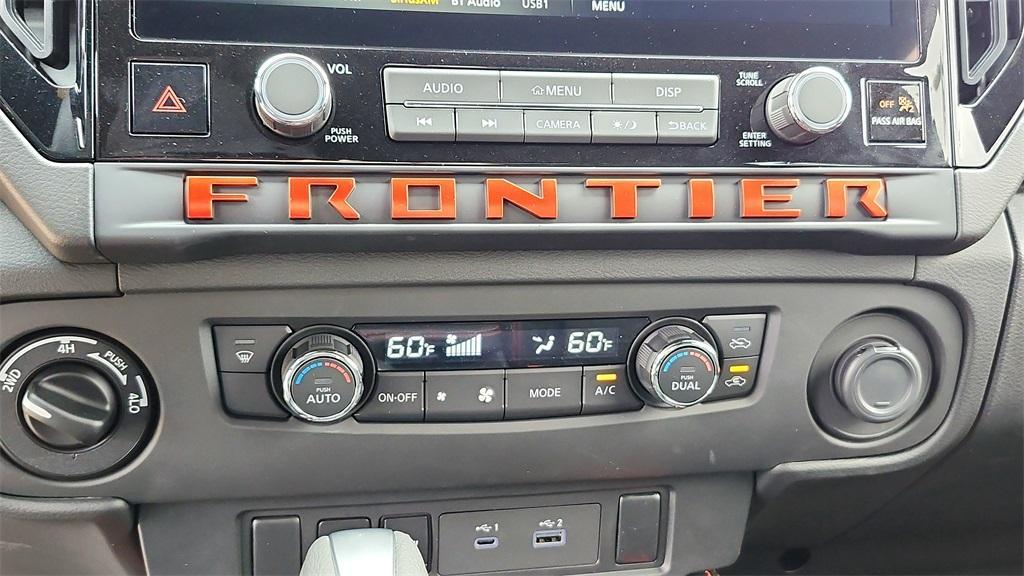 SiriusXM BT Audio USB1 MENU
VOL
PUSH
POWER
AUDIO MENU DISP
CAMERA BACK
TUNE
SCROLL
ENTER
SETTING
OFF
PASS AIR BAG
FRONTIER
2WD 4H PUSH 4LO
60°F 60°F
PUSH
AUTO
ON-OFF MODE A/C
PUSH
DUAL
1 2